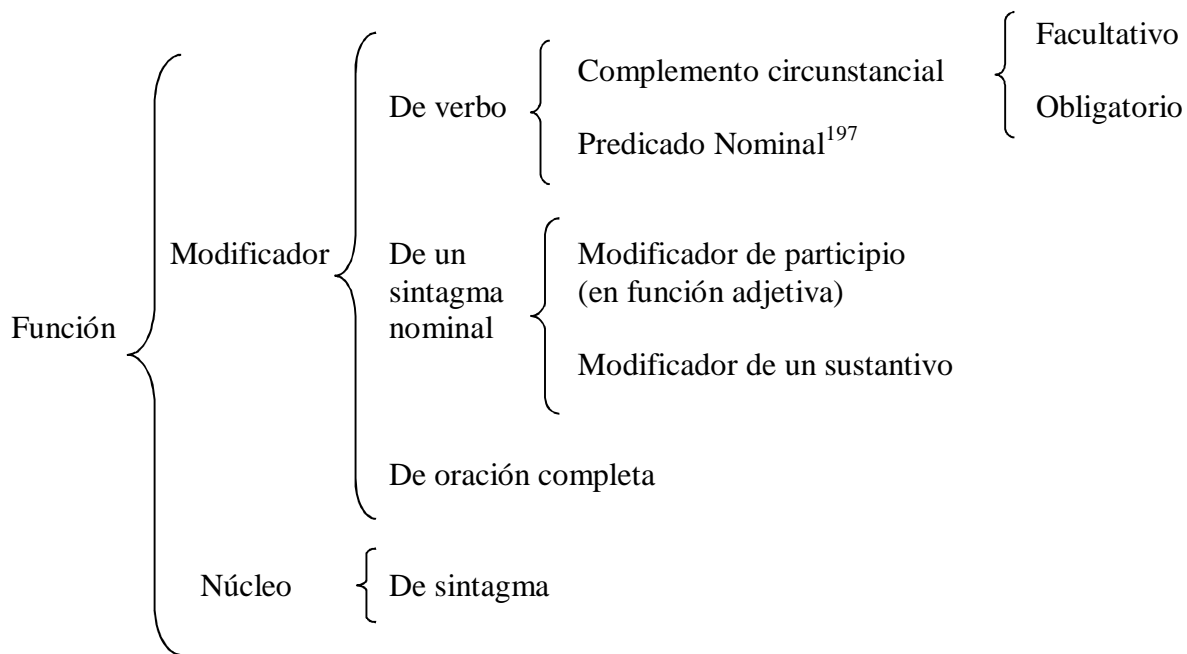 Función
Modificador
De verbo
Complemento circunstancial
Facultativo
Obligatorio
Predicado Nominal197
De un
sintagma
nominal
Modificador de participio
(en función adjetiva)
Modificador de un sustantivo
De oración completa
Núcleo
De sintagma